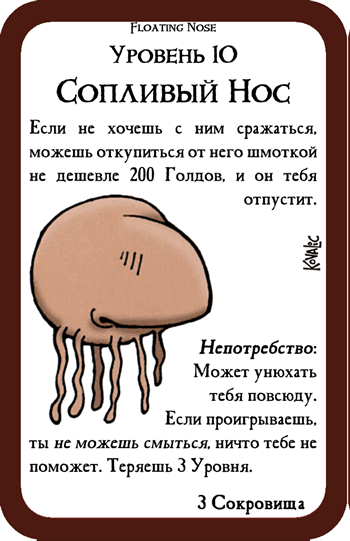 Floating Nose
Уровень 10
Сопливый Нос
Если не хочешь с ним сражаться,
можешь откупиться от него шмоткой
не дешевле 200 Голдов, и он тебя
отпустит.
Kovalic
Непотребство:
Может унюхать
тебя повсюду.
Если проигрываешь,
ты не можешь смыться, ничто тебе не
поможет. Теряешь 3 Уровня.
3 Сокровища